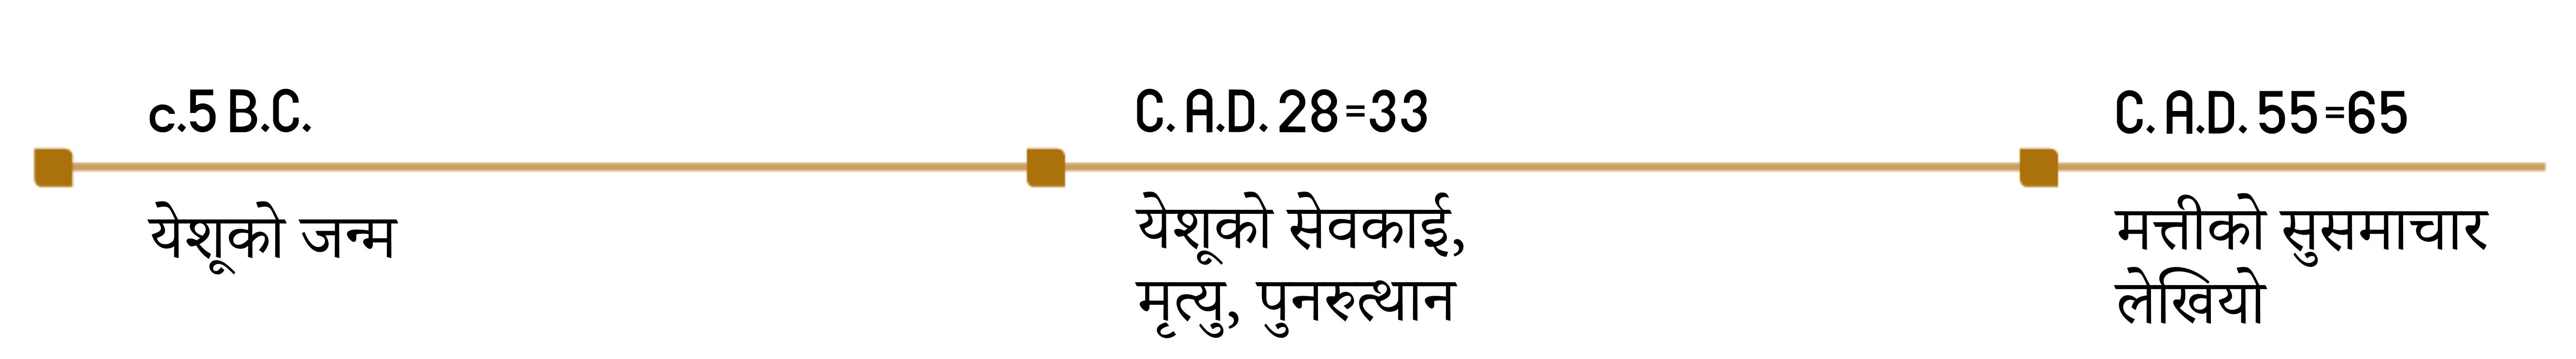 c.5 B.C.
C. A.D. 28=33
C. A.D. 55=65
येशूको जन्म
येशूको सेवकाई,
मृत्यु, पुनरुत्थान
मत्तीको सुसमाचार
लेखियो